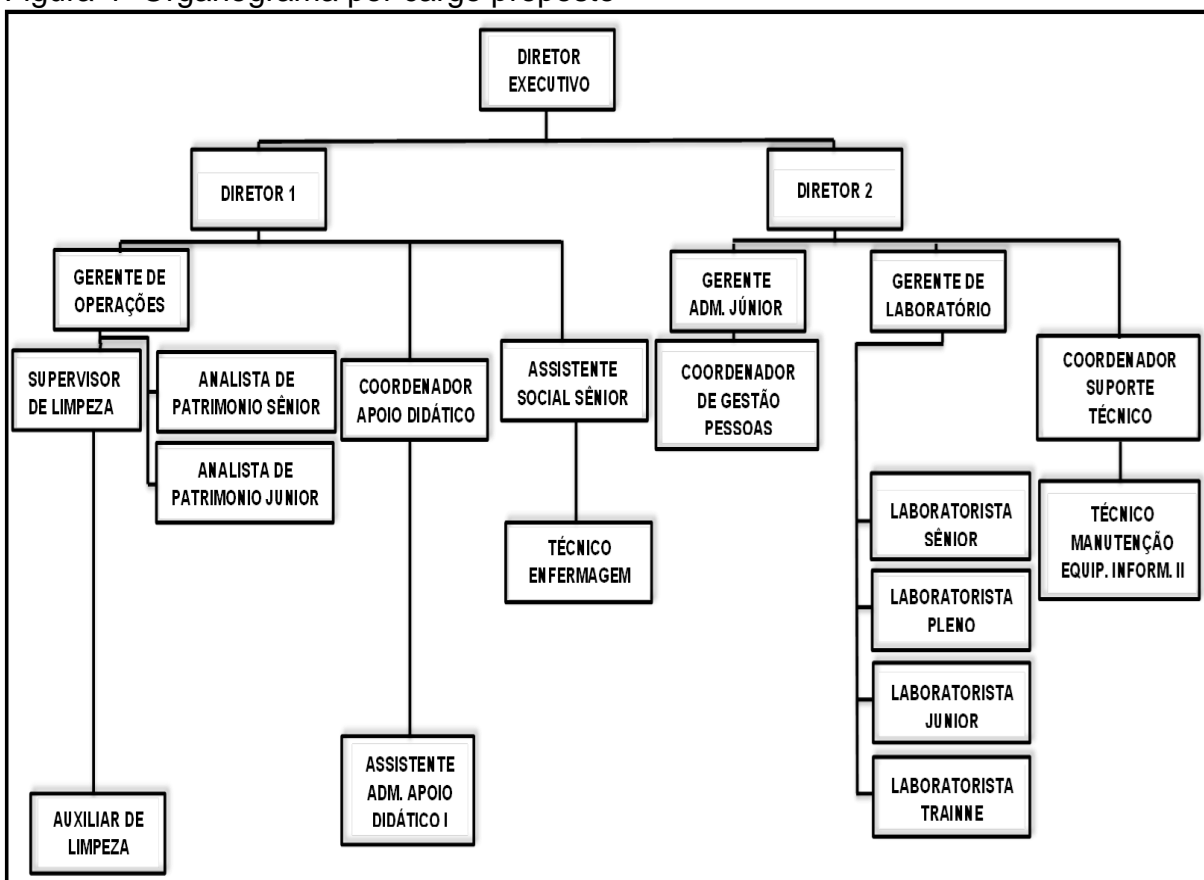 Figura 1- Organograma por cargo proposto
DIRETOR
EXECUTIVO
DIRETOR 1
DIRETOR 2
GERENTE DE
OPERAÇÕES
GERENTE
ADM. JÚNIOR
GERENTE DE
LABORATÓRIO
SUPERVISOR
DE LIMPEZA
ANALISTA DE
PATRIMONIO SÊNIOR
COORDENADOR
APOIO DIDÁTICO
ASSISTENTE
SOCIAL SÊNIOR
COORDENADOR
DE GESTÃO
PESSOAS
COORDENADOR
SUPORTE
TÉCNICO
ANALISTA DE
PATRIMONIO JUNIOR
LABORATORISTA
SÊNIOR
TÉCNICO
MANUTENÇÃO
EQUIP. INFORM. II
TÉCNICO
ENFERMAGEM
LABORATORISTA
PLENO
LABORATORISTA
JUNIOR
ASSISTENTE
ADM. APOIO
DIDÁTICO I
LABORATORISTA
TRAINNE
AUXILIAR DE
LIMPEZA